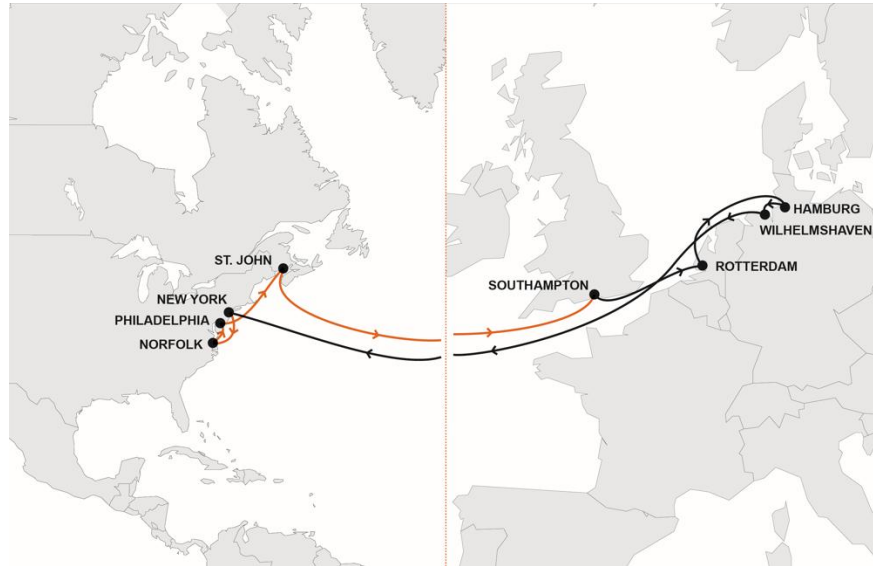 HAMBURG
WILHELMSHAVEN
ST. JOHN
ROTTERDAM
SOUTHAMPTON
NEW YORK
PHILADELPHIA
NORFOLK